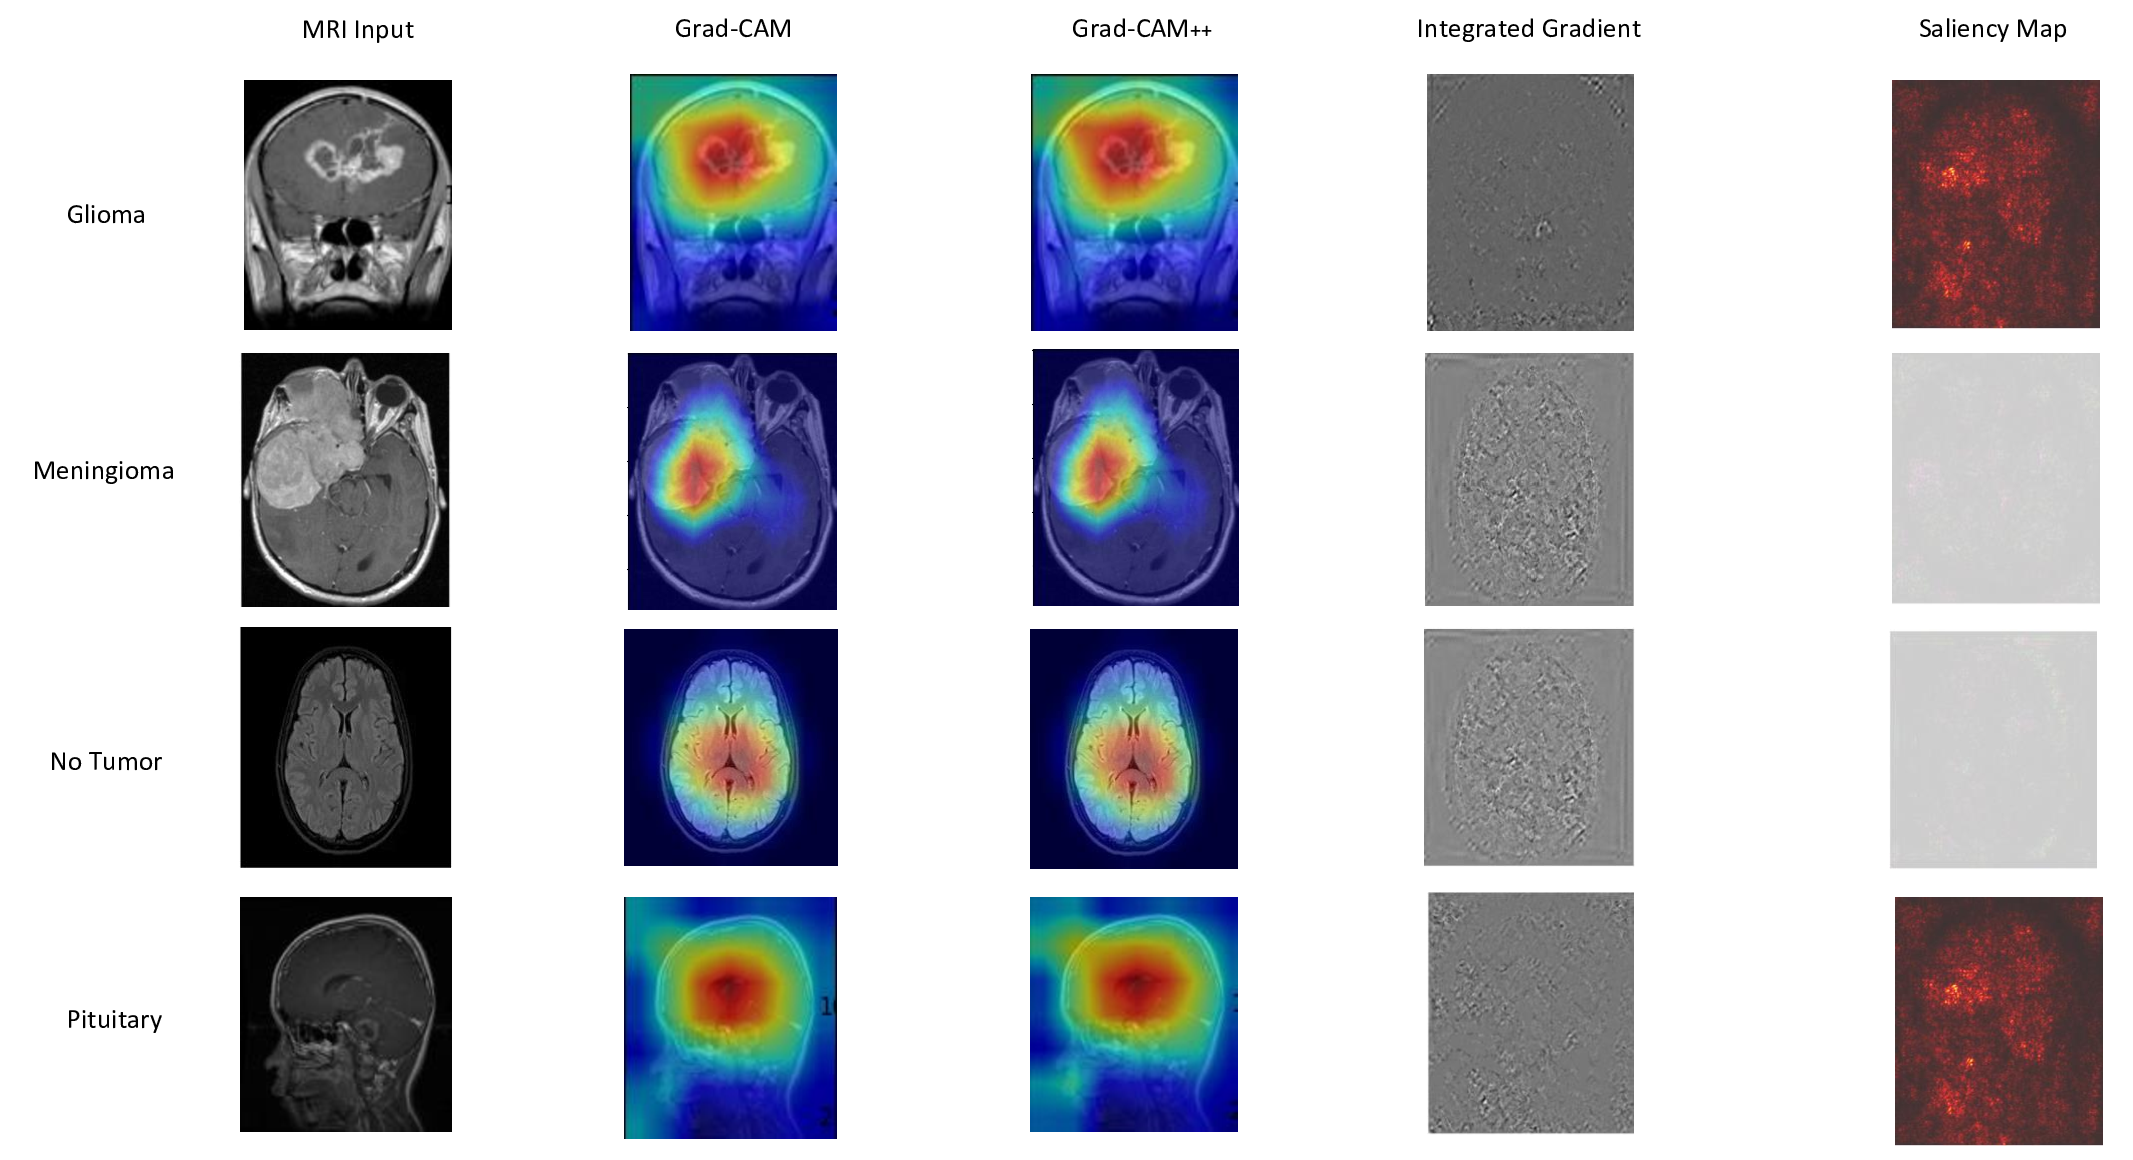 MRI Input
Grad-CAM
Grad-CAM++
Integrated Gradient
Saliency Map
Glioma
Meningioma
No Tumor
Pituitary